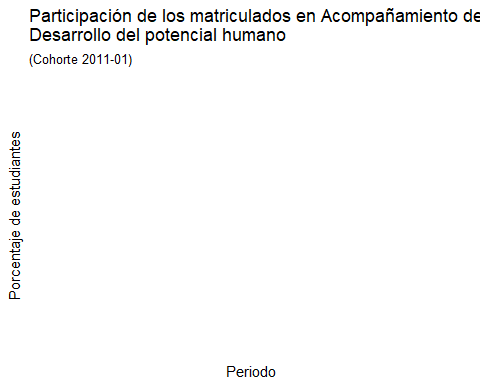 Participación de los matriculados en Acompañamiento de
Desarrollo del potencial humano
(Cohorte 2011-01)
Porcentaje de estudiantes
Periodo